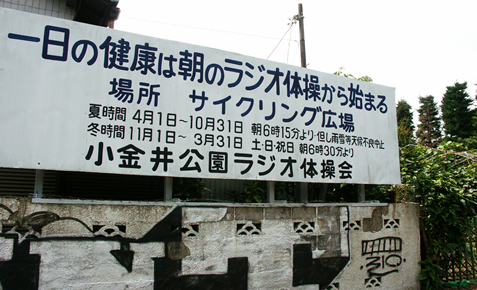 一日の健康は朝のラジオ体操から始まる
場所 サイクリング広場
夏時間 4月1日〜10月31日 朝6時15分より・但し雨雪等天候不良中止
冬時間 11月1日〜 3月31日 土・日・祝日 朝6時30分より
小金井公園ラジオ体操会